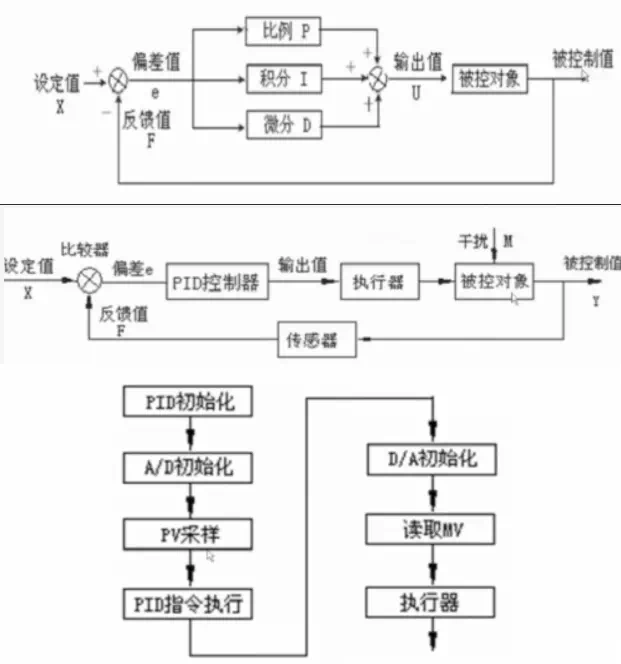 比例 P
偏差值
e
积分 I
设定值
X
反馈值
F
微分 D
输出值
U
被控对象
被控制值
+
−
+
+
+
干扰 M
比较器
设定值
X
偏差e
PID控制器
输出值
执行器
被控对象
被控制值
Y
反馈值
F
传感器
PID初始化
A/D初始化
PV采样
PID指令执行
D/A初始化
读取MV
执行器